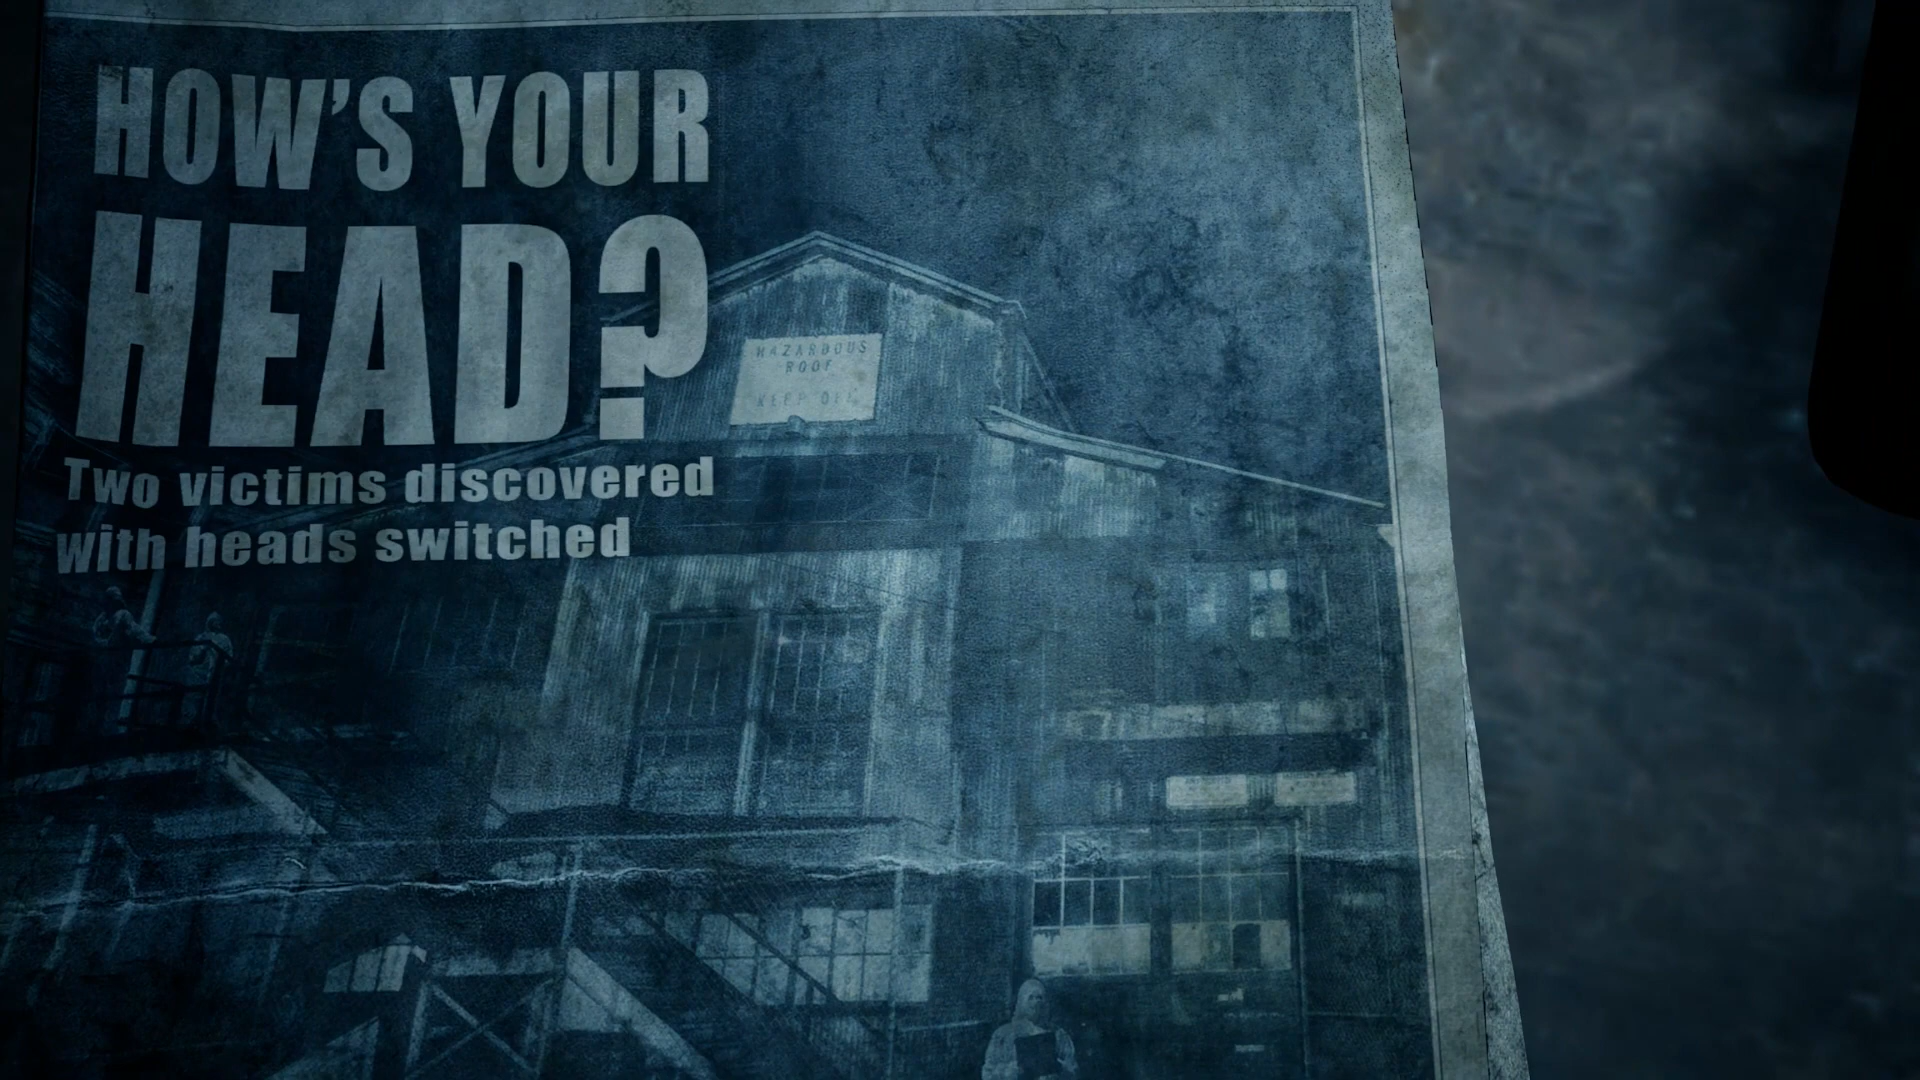 HOW'S YOUR
HEAD?
Two victims discovered
with heads switched
HAZARDOUS
ROOF
KEEP OFF